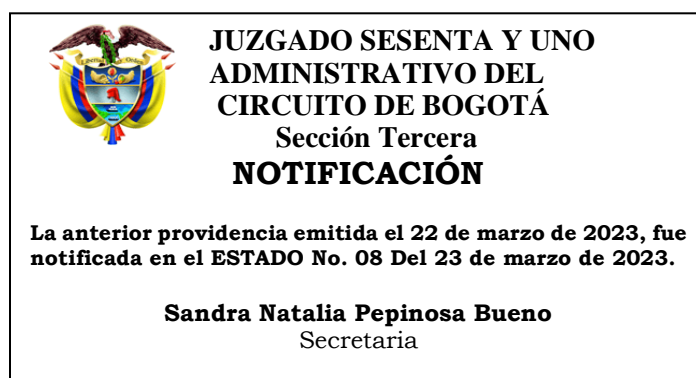 JUZGADO SESENTA Y UNO
ADMINISTRATIVO DEL
CIRCUITO DE BOGOTÁ
Sección Tercera
NOTIFICACIÓN
La anterior providencia emitida el 22 de marzo de 2023, fue
notificada en el ESTADO No. 08 Del 23 de marzo de 2023.
Sandra Natalia Pepinosa Bueno
Secretaria